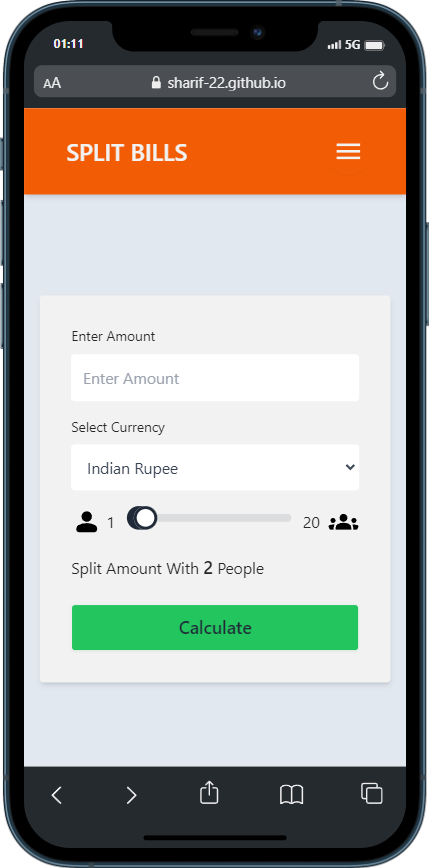 01:11 5G
AA sharif-22.github.io
SPLIT BILLS
Enter Amount
Enter Amount
Select Currency
Indian Rupee
1 20
Split Amount With 2 People
Calculate